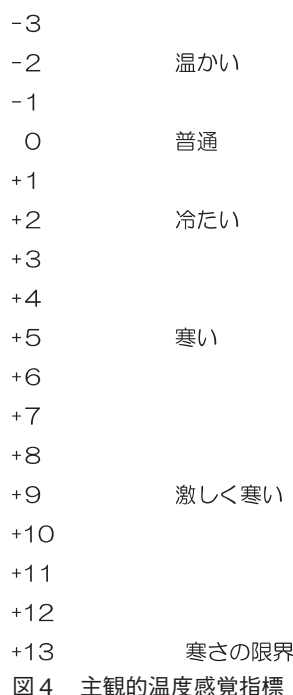 -3
-2 温かい
-1
0 普通
+1
+2 冷たい
+3
+4
+5 寒い
+6
+7
+8
+9 激しく寒い
+10
+11
+12
+13 寒さの限界
図4 主観的温度感覚指標